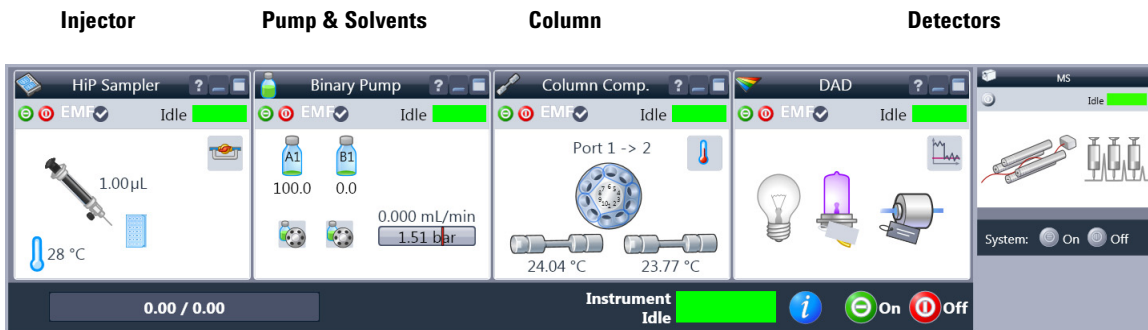 Injector
Pump & Solvents
Column
Detectors
HiP Sampler ?
EMF Idle
1.00µL
28 °C
Binary Pump ?
EMF Idle
A1 B1
100.0 0.0
0.000 mL/min
1.51 bar
Column Comp. ?
EMF Idle
Port 1 -> 2
24.04 °C 23.77 °C
DAD ?
EMF Idle
MS
Idle
System: On Off
0.00 / 0.00
Instrument
Idle
i On Off